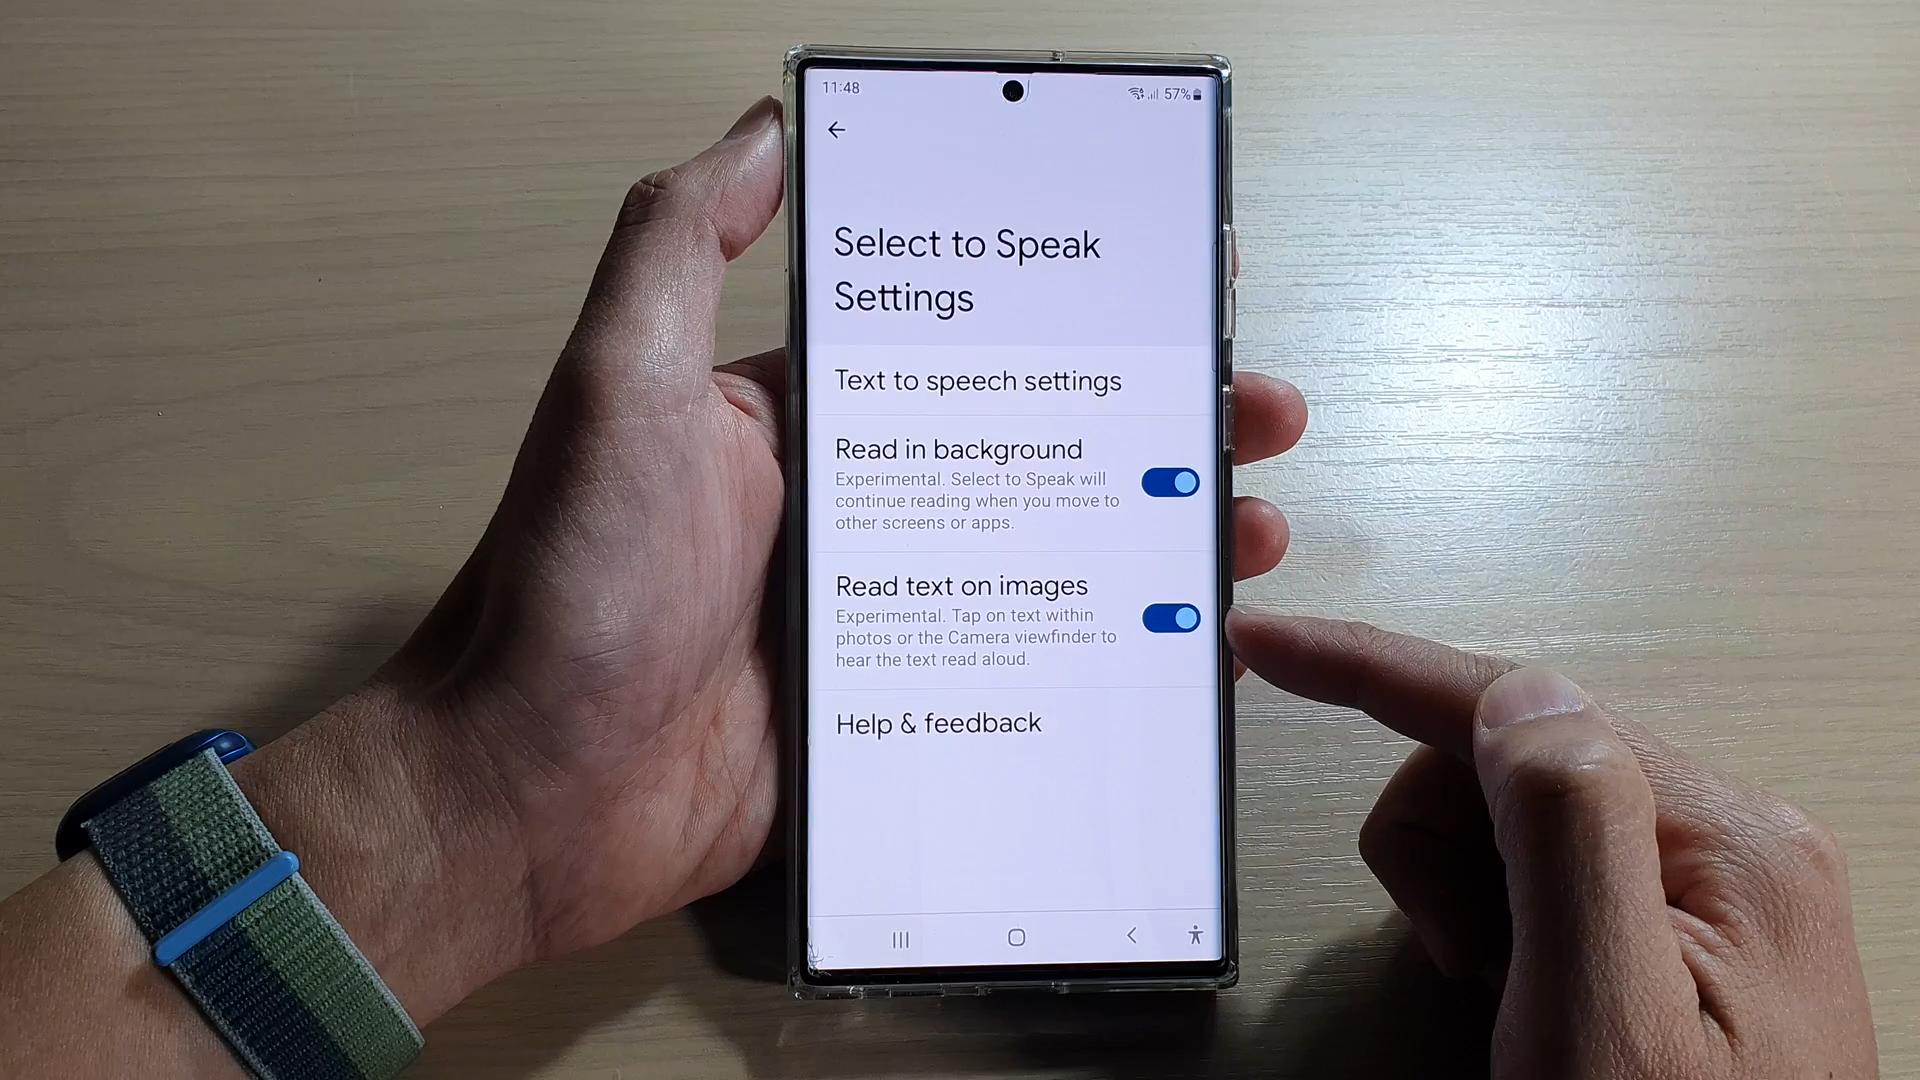 11:48
57%
Select to Speak
Settings
Text to speech settings
Read in background
Experimental. Select to Speak will
continue reading when you move to
other screens or apps.
Read text on images
Experimental. Tap on text within
photos or the Camera viewfinder to
hear the text read aloud.
Help & feedback